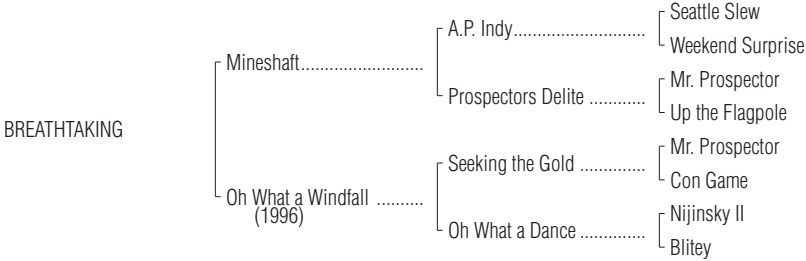 Seattle Slew
A.P. Indy...........................
Weekend Surprise
Mineshaft.........................
Mr. Prospector
Prospectors Delite ............
Up the Flagpole
BREATHTAKING
Mr. Prospector
Seeking the Gold ..............
Con Game
Oh What a Windfall ..........
(1996)
Nijinsky II
Oh What a Dance ..............
Blitey